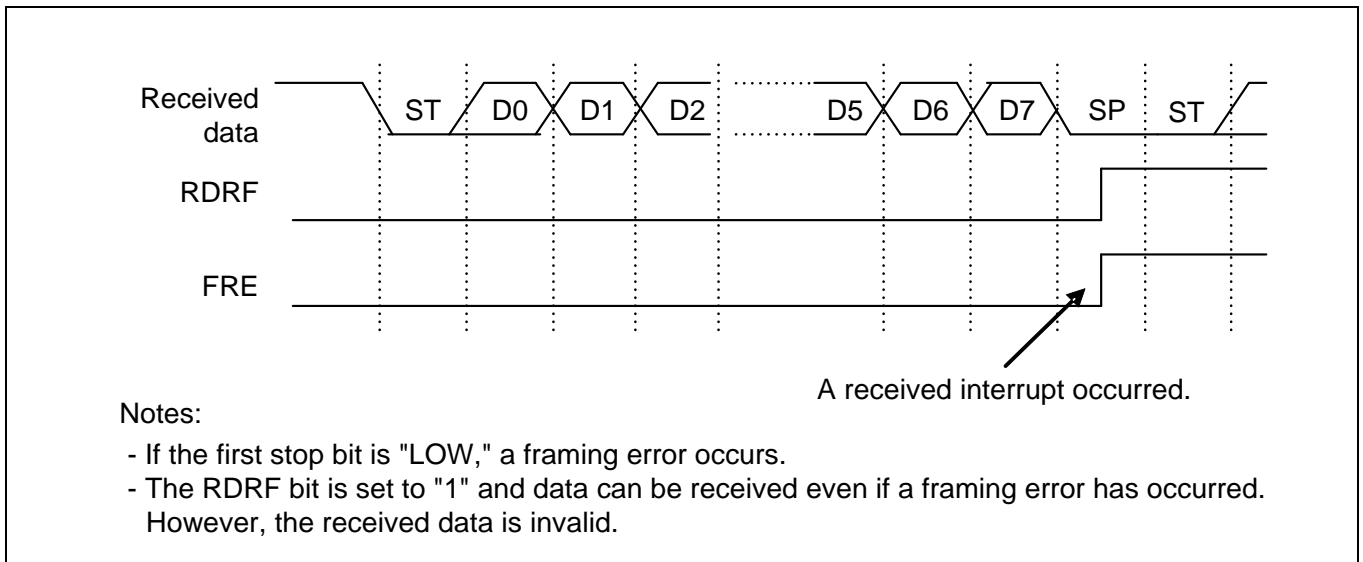 Received
data
ST D0 D1 D2 D5 D6 D7 SP ST
RDRF
FRE
A received interrupt occurred.
Notes:
- If the first stop bit is "LOW," a framing error occurs.
- The RDRF bit is set to "1" and data can be received even if a framing error has occurred.
However, the received data is invalid.